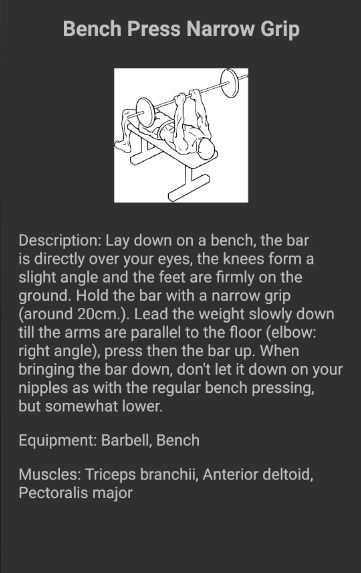 Bench Press Narrow Grip
Description: Lay down on a bench, the bar
is directly over your eyes, the knees form a
slight angle and the feet are firmly on the
ground. Hold the bar with a narrow grip
(around 20cm.). Lead the weight slowly down
till the arms are parallel to the floor (elbow:
right angle), press then the bar up. When
bringing the bar down, don't let it down on your
nipples as with the regular bench pressing,
but somewhat lower.
Equipment: Barbell, Bench
Muscles: Triceps branchii, Anterior deltoid,
Pectoralis major